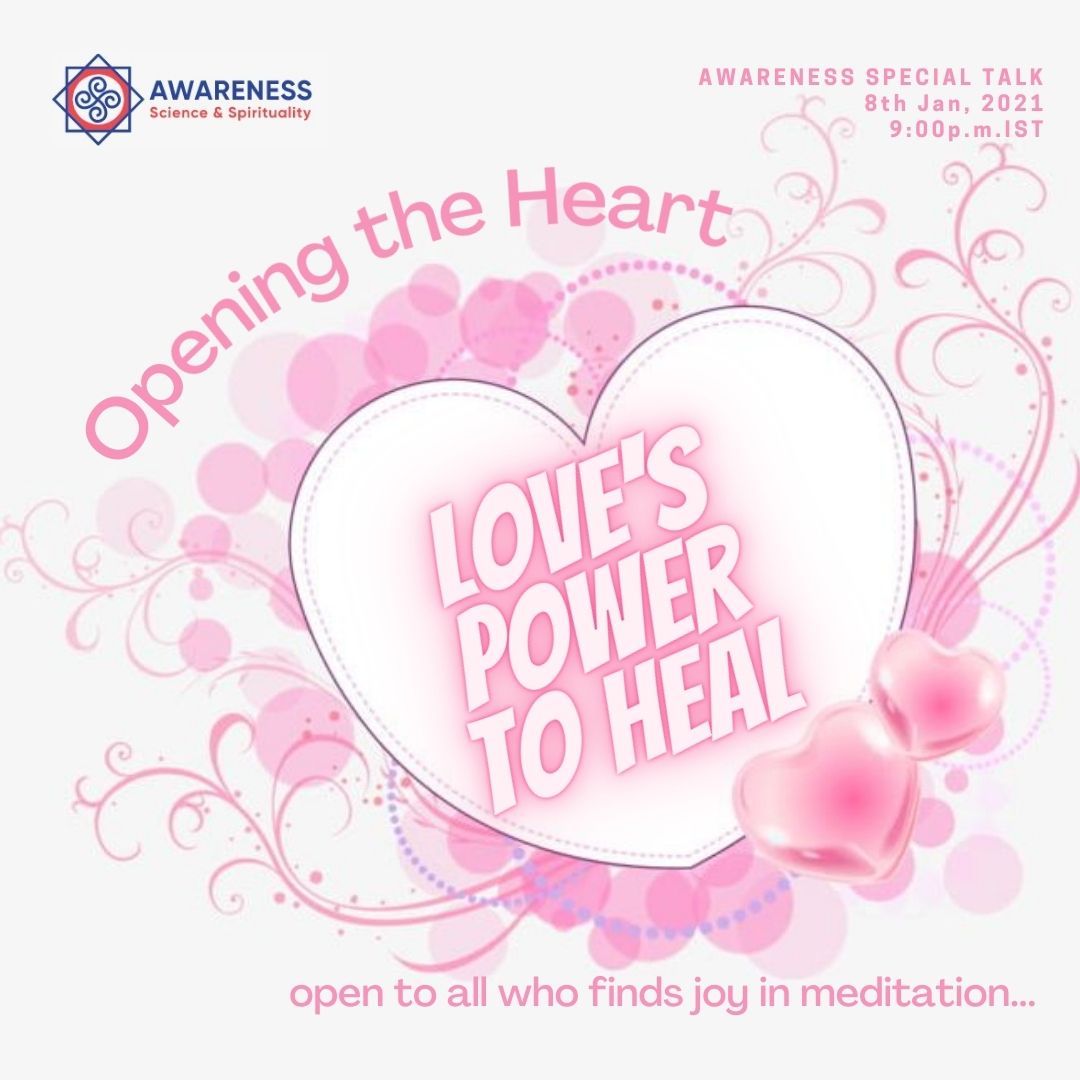 AWARENESS
Science & Spirituality
AWARENESS SPECIAL TALK
8th Jan, 2021
9:00p.m.IST
Opening the Heart
LOVE'S
POWER
TO HEAL
open to all who finds joy in meditation...